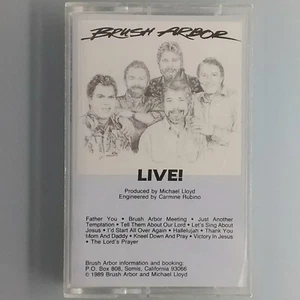 BRUSH ARBOR
LIVE!
Produced by Michael Lloyd
Engineered by Carmine Rubino
Father You • Brush Arbor Meeting • Just Another
Temptation • Tell Them About Our Lord • Let's Sing About
Jesus • I'd Start All Over Again • Hallelujah • Thank You
Mom And Daddy • Kneel Down And Pray • Victory In Jesus
• The Lord's Prayer
Brush Arbor information and booking:
P.O. Box 808, Somis, California 93066
© 1989 Brush Arbor and Michael Lloyd